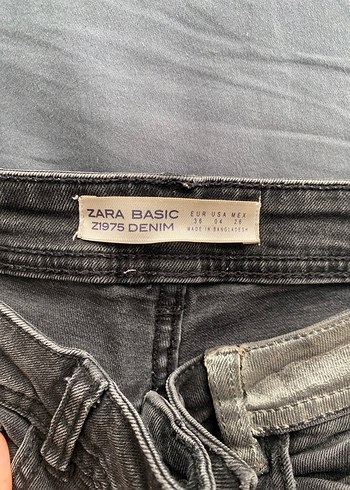 ZARA BASIC
Z1975 DENIM
EUR USA MEX
36 04 26
MADE IN BANGLADESH